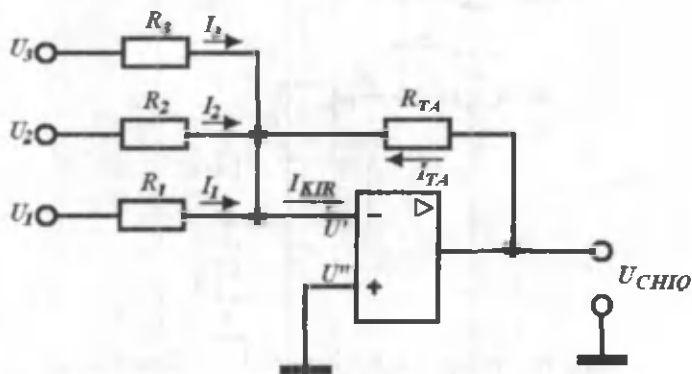 R3 I3
U3
R2 I2
U2
RTA
iTA
R1 I1 IKIR
U1
−
U'
U"
+
UCHIQ